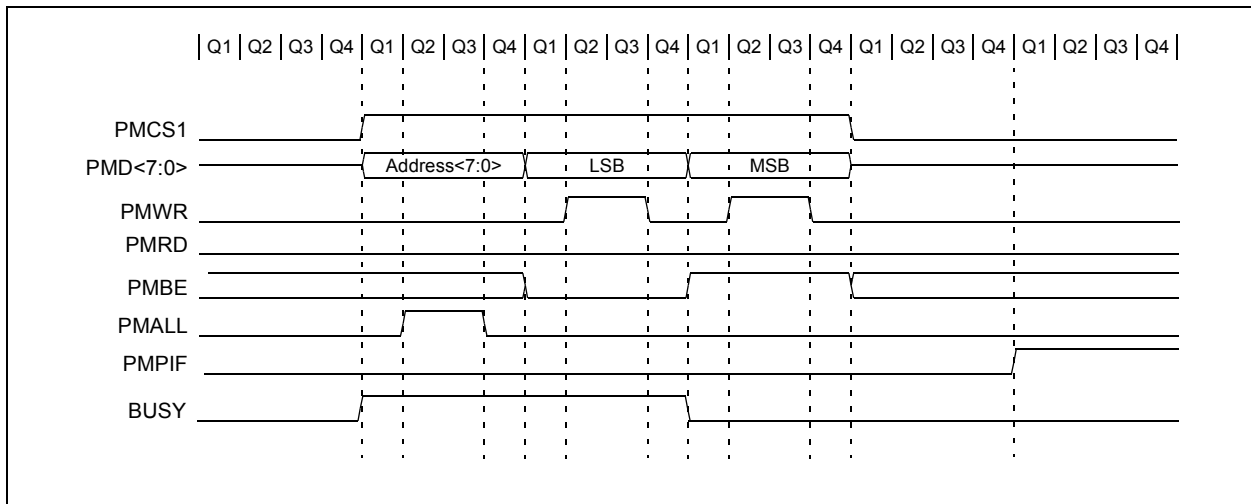 Q1 Q2 Q3 Q4 Q1 Q2 Q3 Q4 Q1 Q2 Q3 Q4 Q1 Q2 Q3 Q4 Q1 Q2 Q3 Q4 Q1 Q2 Q3 Q4
PMCS1
PMD<7:0> Address<7:0> LSB MSB
PMWR
PMRD
PMBE
PMALL
PMPIF
BUSY